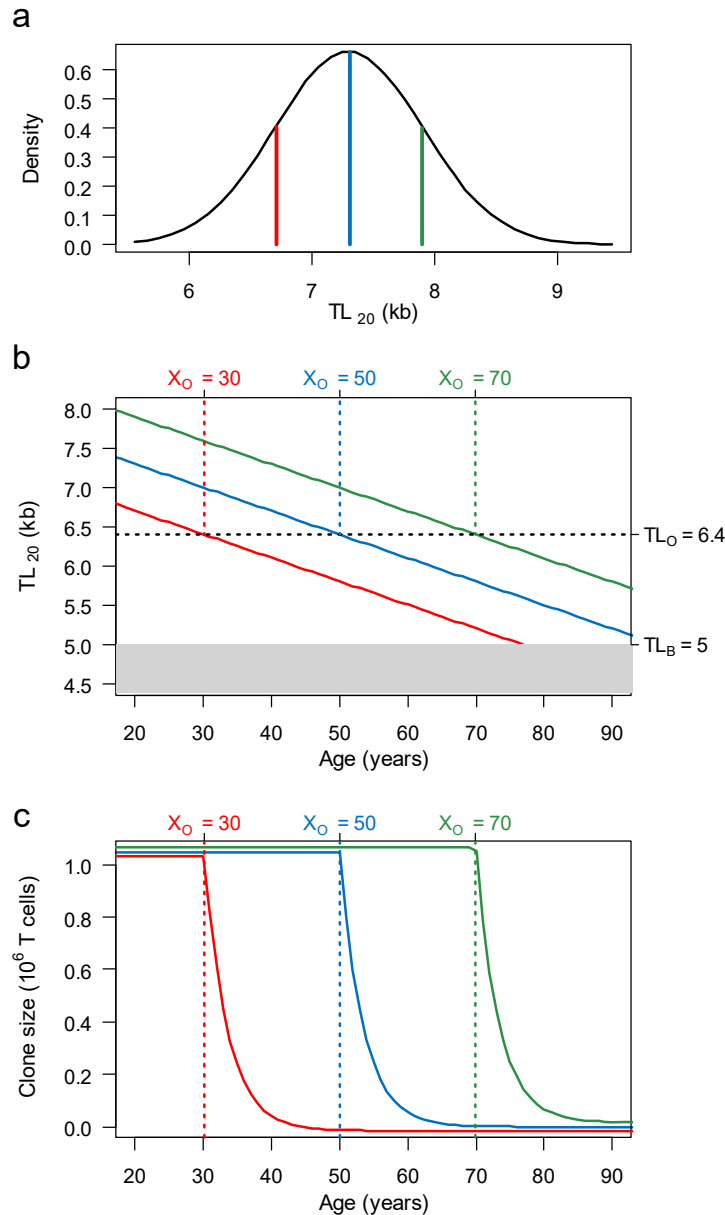 a
Density
0.6
0.5
0.4
0.3
0.2
0.1
0.0
6 7 8 9
TL 20 (kb)
b
XO = 30 XO = 50 XO = 70
TL 20 (kb)
8.0
7.5
7.0
6.5
6.0
5.5
5.0
4.5
TLO = 6.4
TLB = 5
20 30 40 50 60 70 80 90
Age (years)
c
XO = 30 XO = 50 XO = 70
Clone size (10⁶ T cells)
1.0
0.8
0.6
0.4
0.2
0.0
20 30 40 50 60 70 80 90
Age (years)